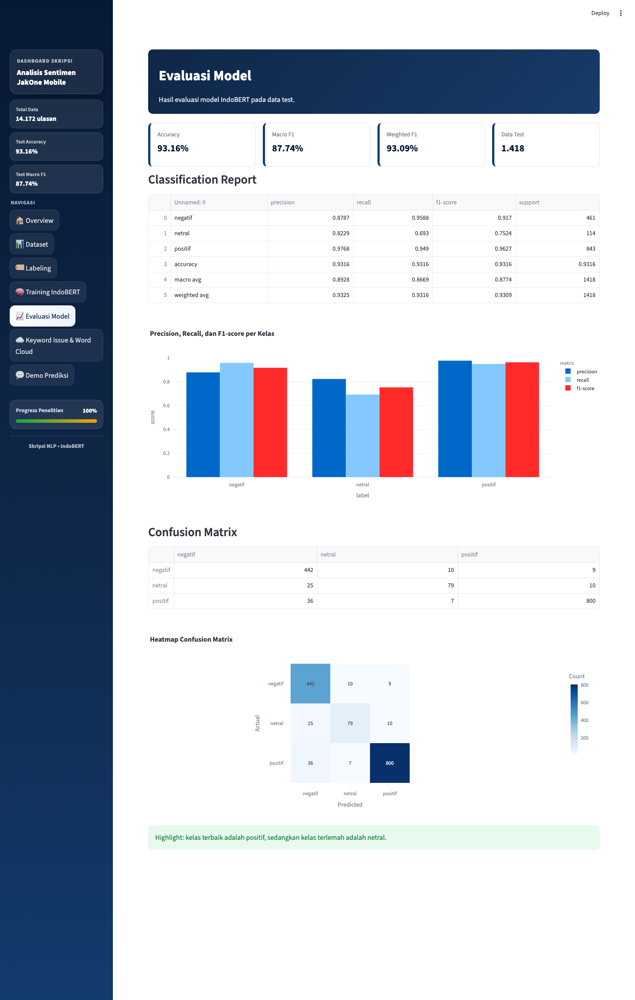 Deploy
DASHBOARD SKRIPSI
Analisis Sentimen
JakOne Mobile
Total Data
14.172 ulasan
Test Accuracy
93.16%
Test Macro F1
87.74%
NAVIGASI
Overview
Dataset
Labeling
Training IndoBERT
Evaluasi Model
Keyword Issue & Word
Cloud
Demo Prediksi
Progress Penelitian 100%
Skripsi NLP • IndoBERT
Evaluasi Model
Hasil evaluasi model IndoBERT pada data test.
Accuracy
93.16%
Macro F1
87.74%
Weighted F1
93.09%
Data Test
1.418
Classification Report
Unnamed: 0 precision recall f1-score support
0 negatif 0.8787 0.9588 0.917 461
1 netral 0.8229 0.693 0.7524 114
2 positif 0.9768 0.949 0.9627 843
3 accuracy 0.9316 0.9316 0.9316 0.9316
4 macro avg 0.8928 0.8669 0.8774 1418
5 weighted avg 0.9325 0.9316 0.9309 1418
Precision, Recall, dan F1-score per Kelas
1
0.8
0.6
0.4
0.2
0
score
negatif netral positif
label
metric
precision
recall
f1-score
Confusion Matrix
negatif netral positif
negatif 442 10 9
netral 25 79 10
positif 36 7 800
Heatmap Confusion Matrix
Actual
negatif 442 10 9
netral 25 79 10
positif 36 7 800
negatif netral positif
Predicted
Count
800
600
400
200
Highlight: kelas terbaik adalah positif, sedangkan kelas terlemah adalah netral.